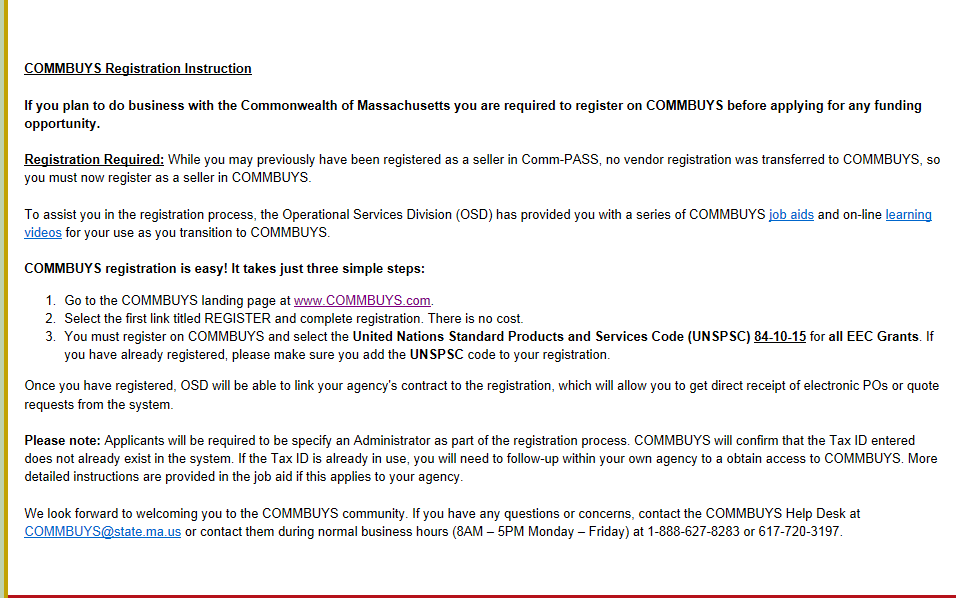 COMMBUYS Registration Instruction
If you plan to do business with the Commonwealth of Massachusetts you are required to register on COMMBUYS before applying for any funding
opportunity.
Registration Required: While you may previously have been registered as a seller in Comm-PASS, no vendor registration was transferred to COMMBUYS, so
you must now register as a seller in COMMBUYS.
To assist you in the registration process, the Operational Services Division (OSD) has provided you with a series of COMMBUYS job aids and on-line learning
videos for your use as you transition to COMMBUYS.
COMMBUYS registration is easy! It takes just three simple steps:
1. Go to the COMMBUYS landing page at www.COMMBUYS.com.
2. Select the first link titled REGISTER and complete registration. There is no cost.
3. You must register on COMMBUYS and select the United Nations Standard Products and Services Code (UNSPSC) 84-10-15 for all EEC Grants. If
you have already registered, please make sure you add the UNSPSC code to your registration.
Once you have registered, OSD will be able to link your agency's contract to the registration, which will allow you to get direct receipt of electronic POs or quote
requests from the system.
Please note: Applicants will be required to be specify an Administrator as part of the registration process. COMMBUYS will confirm that the Tax ID entered
does not already exist in the system. If the Tax ID is already in use, you will need to follow-up within your own agency to a obtain access to COMMBUYS. More
detailed instructions are provided in the job aid if this applies to your agency.
We look forward to welcoming you to the COMMBUYS community. If you have any questions or concerns, contact the COMMBUYS Help Desk at
COMMBUYS@state.ma.us or contact them during normal business hours (8AM – 5PM Monday – Friday) at 1-888-627-8283 or 617-720-3197.